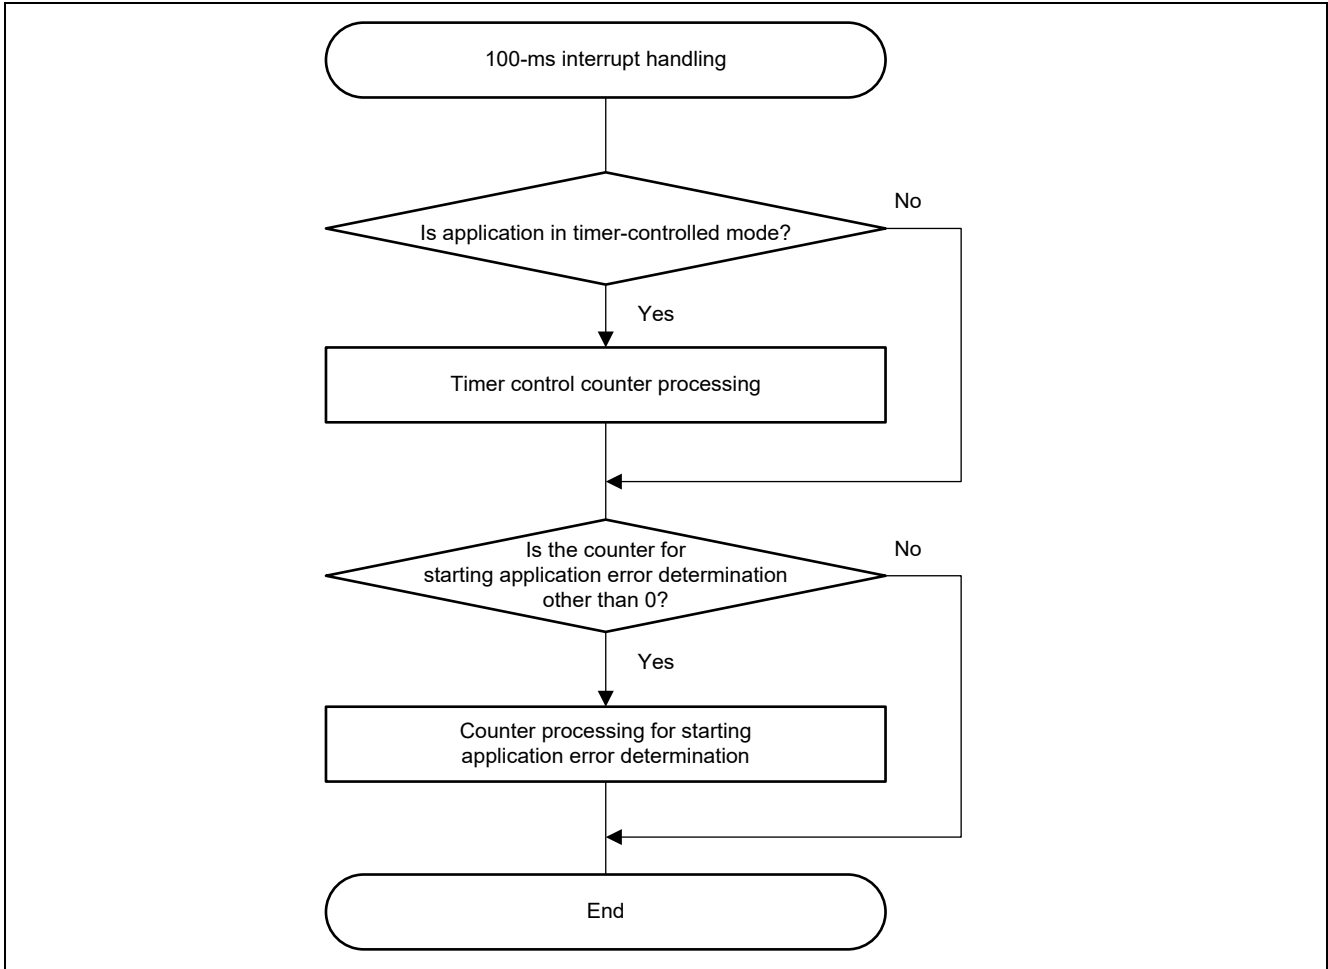 100-ms interrupt handling
No
Is application in timer-controlled mode?
Yes
Timer control counter processing
Is the counter for
No
starting application error determination
other than 0?
Yes
Counter processing for starting
application error determination
End